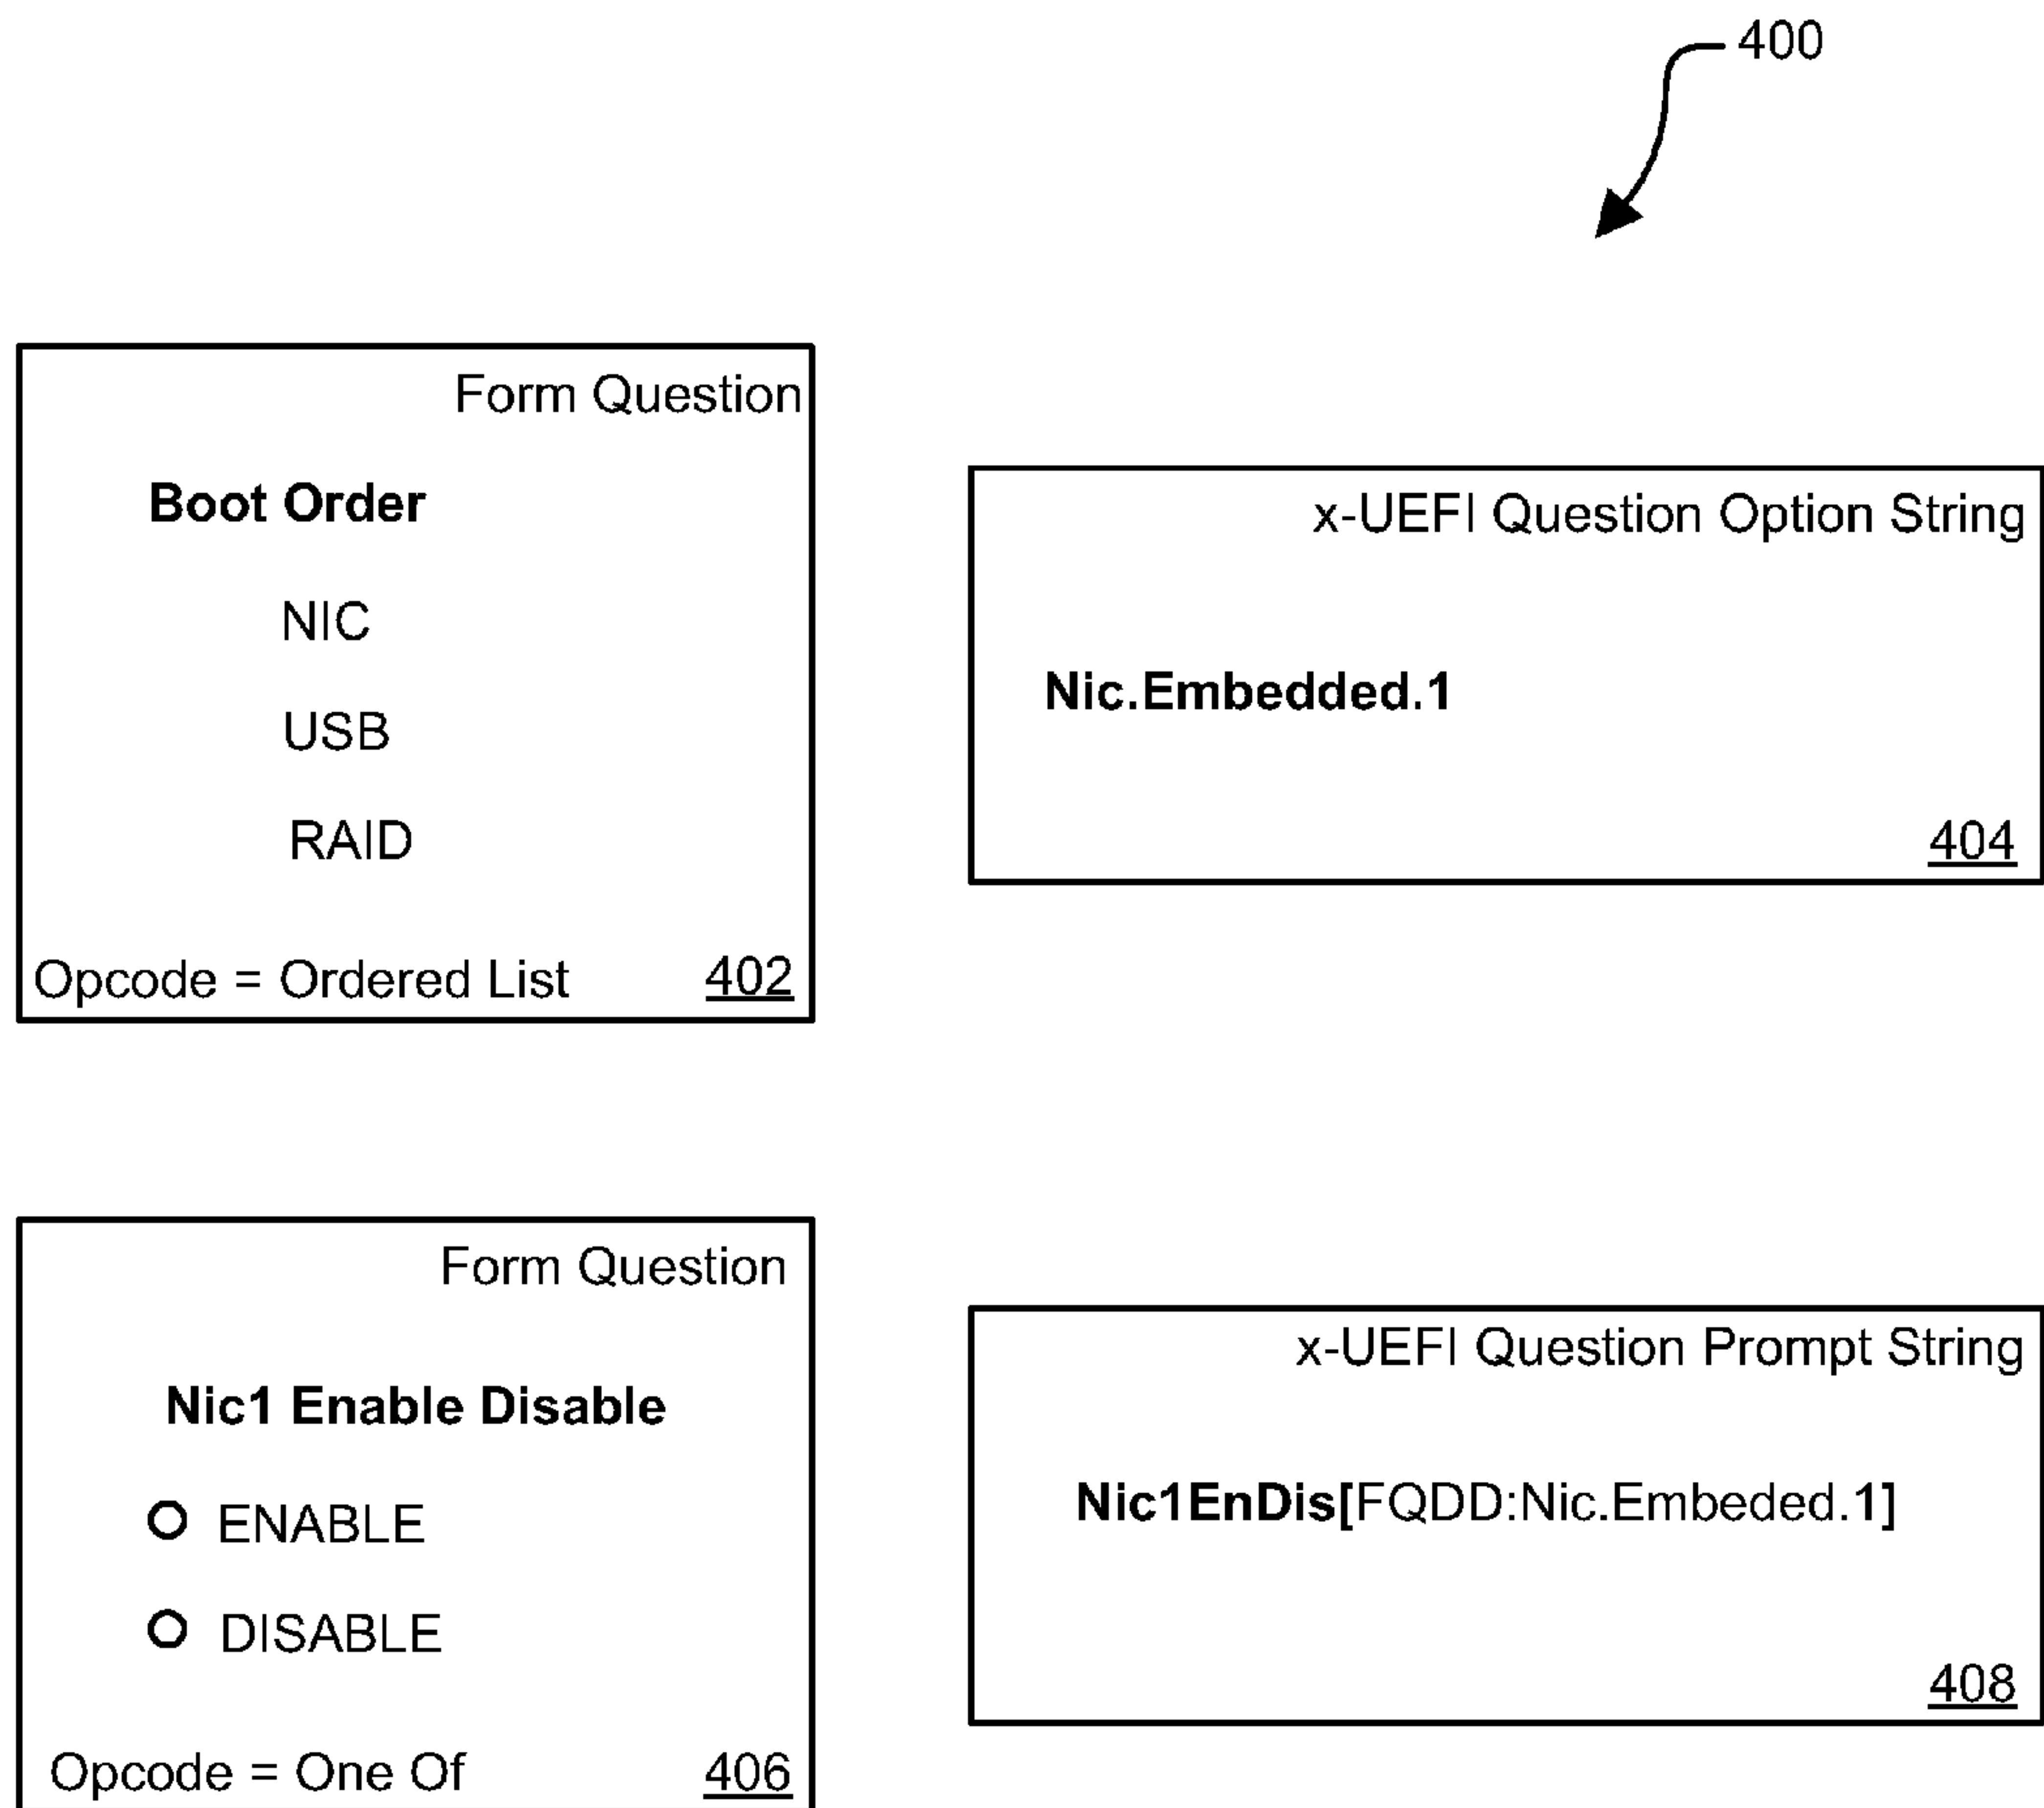 400
Form Question
Boot Order
NIC
USB
RAID
Opcode = Ordered List 402
x-UEFI Question Option String
Nic.Embedded.1
404
Form Question
Nic1 Enable Disable
ENABLE
DISABLE
Opcode = One Of 406
x-UEFI Question Prompt String
Nic1EnDis[FQDD:Nic.Embeded.1]
408